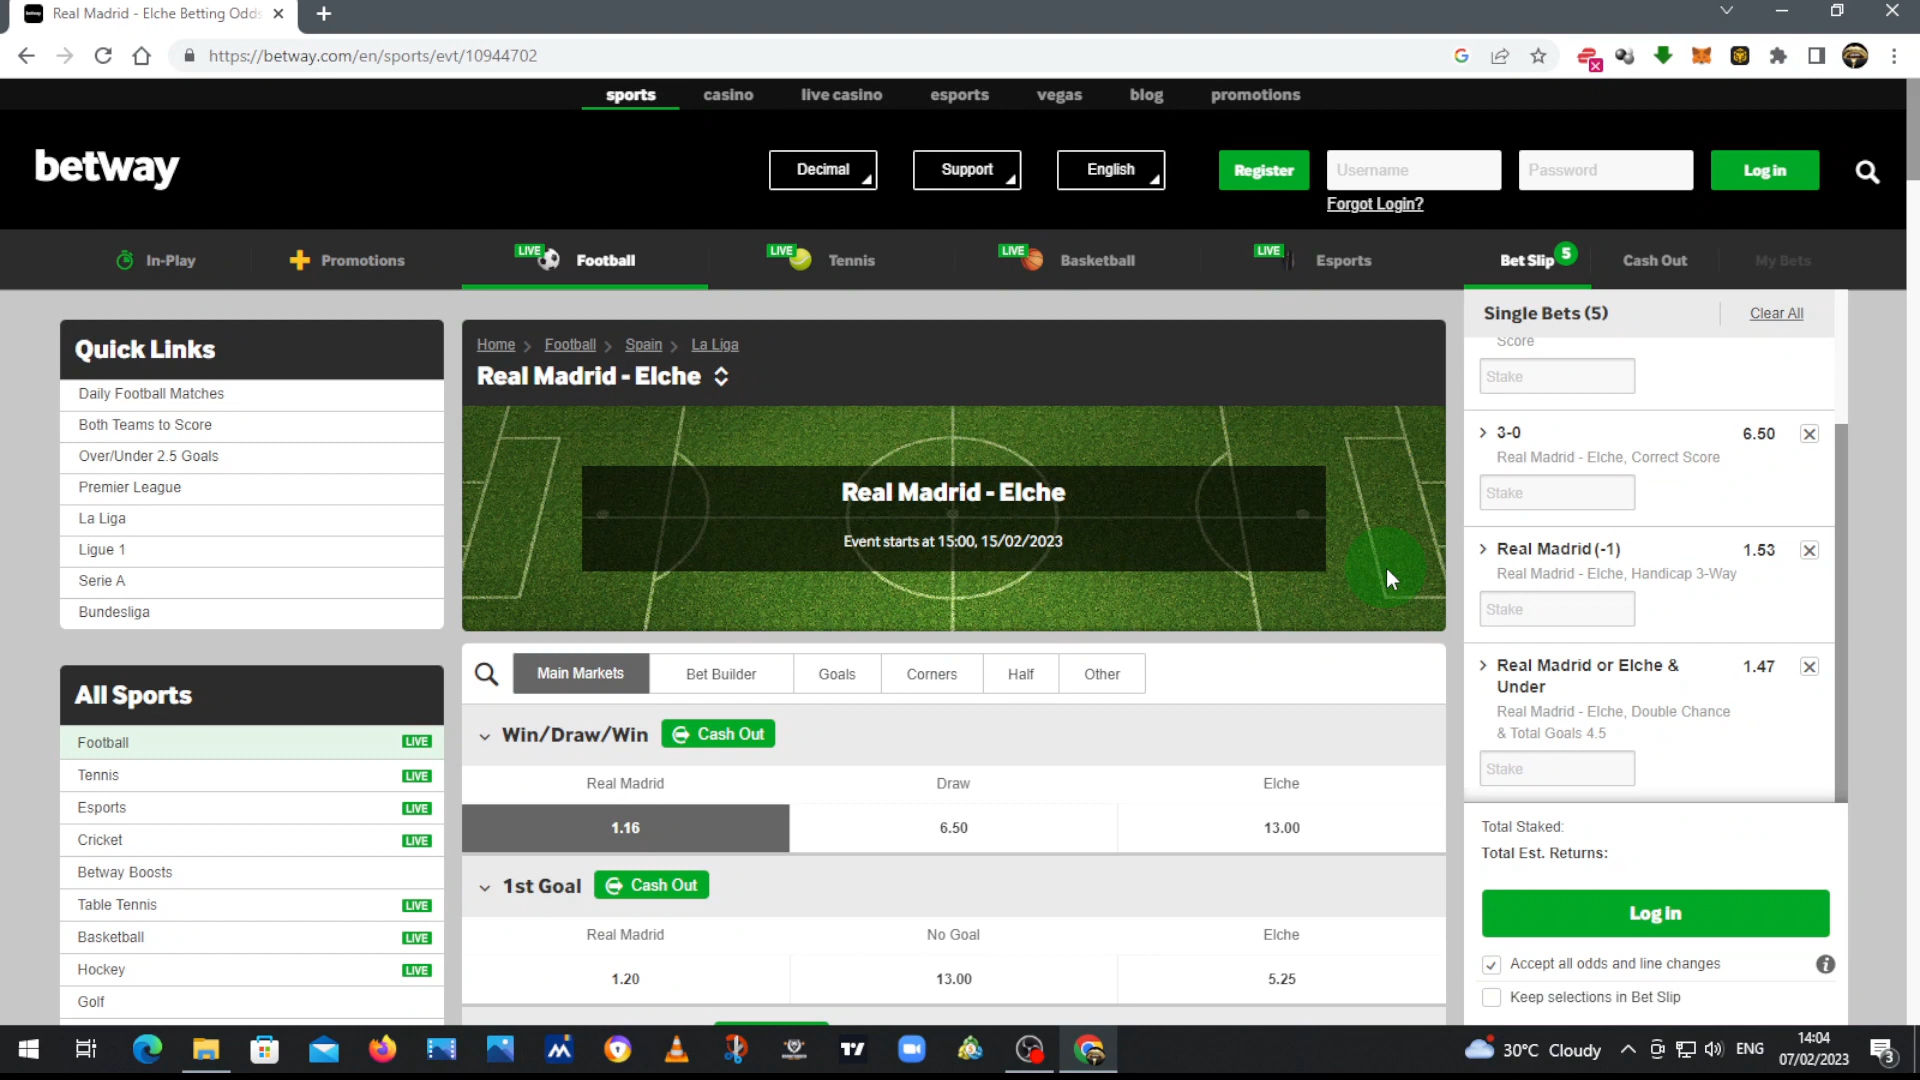 Real Madrid - Elche Betting Odds
https://betway.com/en/sports/evt/10944702
sports casino live casino esports vegas blog promotions
betway
Decimal Support English Register Username Password Log in
Forgot Login?
In-Play Promotions LIVE Football LIVE Tennis LIVE Basketball LIVE Esports Bet Slip 5 Cash Out My Bets
Quick Links
Daily Football Matches
Both Teams to Score
Over/Under 2.5 Goals
Premier League
La Liga
Ligue 1
Serie A
Bundesliga
All Sports
Football LIVE
Tennis LIVE
Esports LIVE
Cricket LIVE
Betway Boosts
Table Tennis LIVE
Basketball LIVE
Hockey LIVE
Golf
Home Football Spain La Liga
Real Madrid - Elche
Real Madrid - Elche
Event starts at 15:00, 15/02/2023
Main Markets Bet Builder Goals Corners Half Other
Win/Draw/Win Cash Out
Real Madrid Draw Elche
1.16 6.50 13.00
1st Goal Cash Out
Real Madrid No Goal Elche
1.20 13.00 5.25
Single Bets (5) Clear All
Score
Stake
3-0 6.50
Real Madrid - Elche, Correct Score
Stake
Real Madrid (-1) 1.53
Real Madrid - Elche, Handicap 3-Way
Stake
Real Madrid or Elche & 1.47
Under
Real Madrid - Elche, Double Chance
& Total Goals 4.5
Stake
Total Staked:
Total Est. Returns:
Log in
Accept all odds and line changes
Keep selections in Bet Slip
30°C Cloudy ENG 14:04
07/02/2023 3